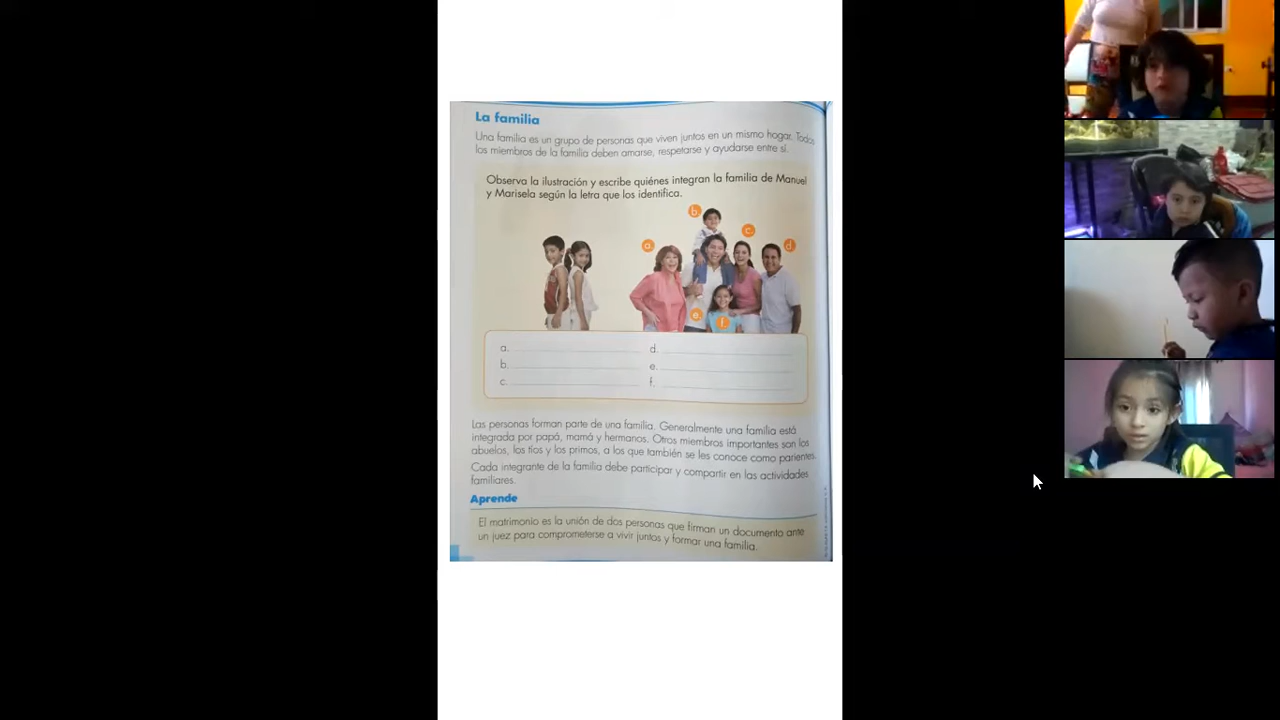 La familia
Una familia es un grupo de personas que viven juntos en un mismo hogar. Todos
los miembros de la familia deben amarse, respetarse y ayudarse entre sí.
Observa la ilustración y escribe quiénes integran la familia de Manuel
y Marisela según la letra que los identifica.
b.
a. c. d.
e. f.
a. d.
b. e.
c. f.
Las personas forman parte de una familia. Generalmente una familia está
integrada por papá, mamá y hermanos. Otros miembros importantes son los
abuelos, los tíos y los primos, a los que también se les conoce como parientes.
Cada integrante de la familia debe participar y compartir en las actividades
familiares.
Aprende
El matrimonio es la unión de dos personas que firman un documento ante
un juez para comprometerse a vivir juntos y formar una familia.